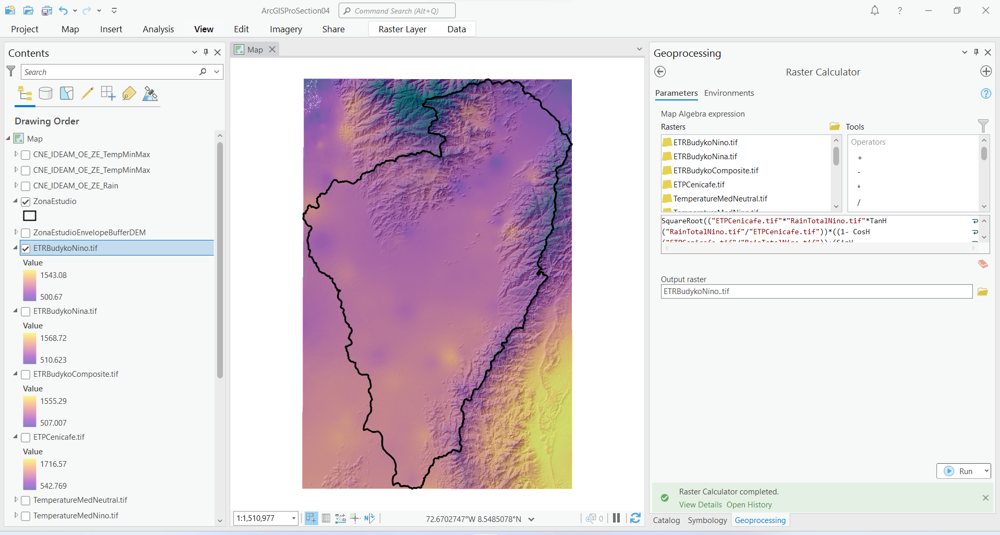 ArcGISProSection04
Command Search (Alt+Q)
Project Map Insert Analysis View Edit Imagery Share Raster Layer Data
Contents
Search
Drawing Order
Map
CNE_IDEAM_OE_ZE_TempMinMax
CNE_IDEAM_OE_ZE_TempMinMax
CNE_IDEAM_OE_ZE_Rain
ZonaEstudio
ZonaEstudioEnvelopeBufferDEM
ETRBudykoNino.tif
Value
1543.08
500.67
ETRBudykoNina.tif
Value
1568.72
510.623
ETRBudykoComposite.tif
Value
1555.29
507.007
ETPCenicafe.tif
Value
1716.57
542.769
TemperatureMedNeutral.tif
TemperatureMedNino.tif
Map
1:1,510,977
72.6702747°W 8.5485078°N
0
Geoprocessing
Raster Calculator
Parameters Environments
Map Algebra expression
Rasters
Tools
ETRBudykoNino.tif
ETRBudykoNina.tif
ETRBudykoComposite.tif
ETPCenicafe.tif
TemperatureMedNeutral.tif
Operators
+
-
*
/
SquareRoot(("ETPCenicafe.tif"*"RainTotalNino.tif"*TanH
("RainTotalNino.tif"/"ETPCenicafe.tif"))*((1- CosH
("ETPCenicafe.tif"/"RainTotalNino.tif"))+(SinH
Output raster
ETRBudykoNino..tif
Run
Raster Calculator completed.
View Details Open History
Catalog Symbology Geoprocessing